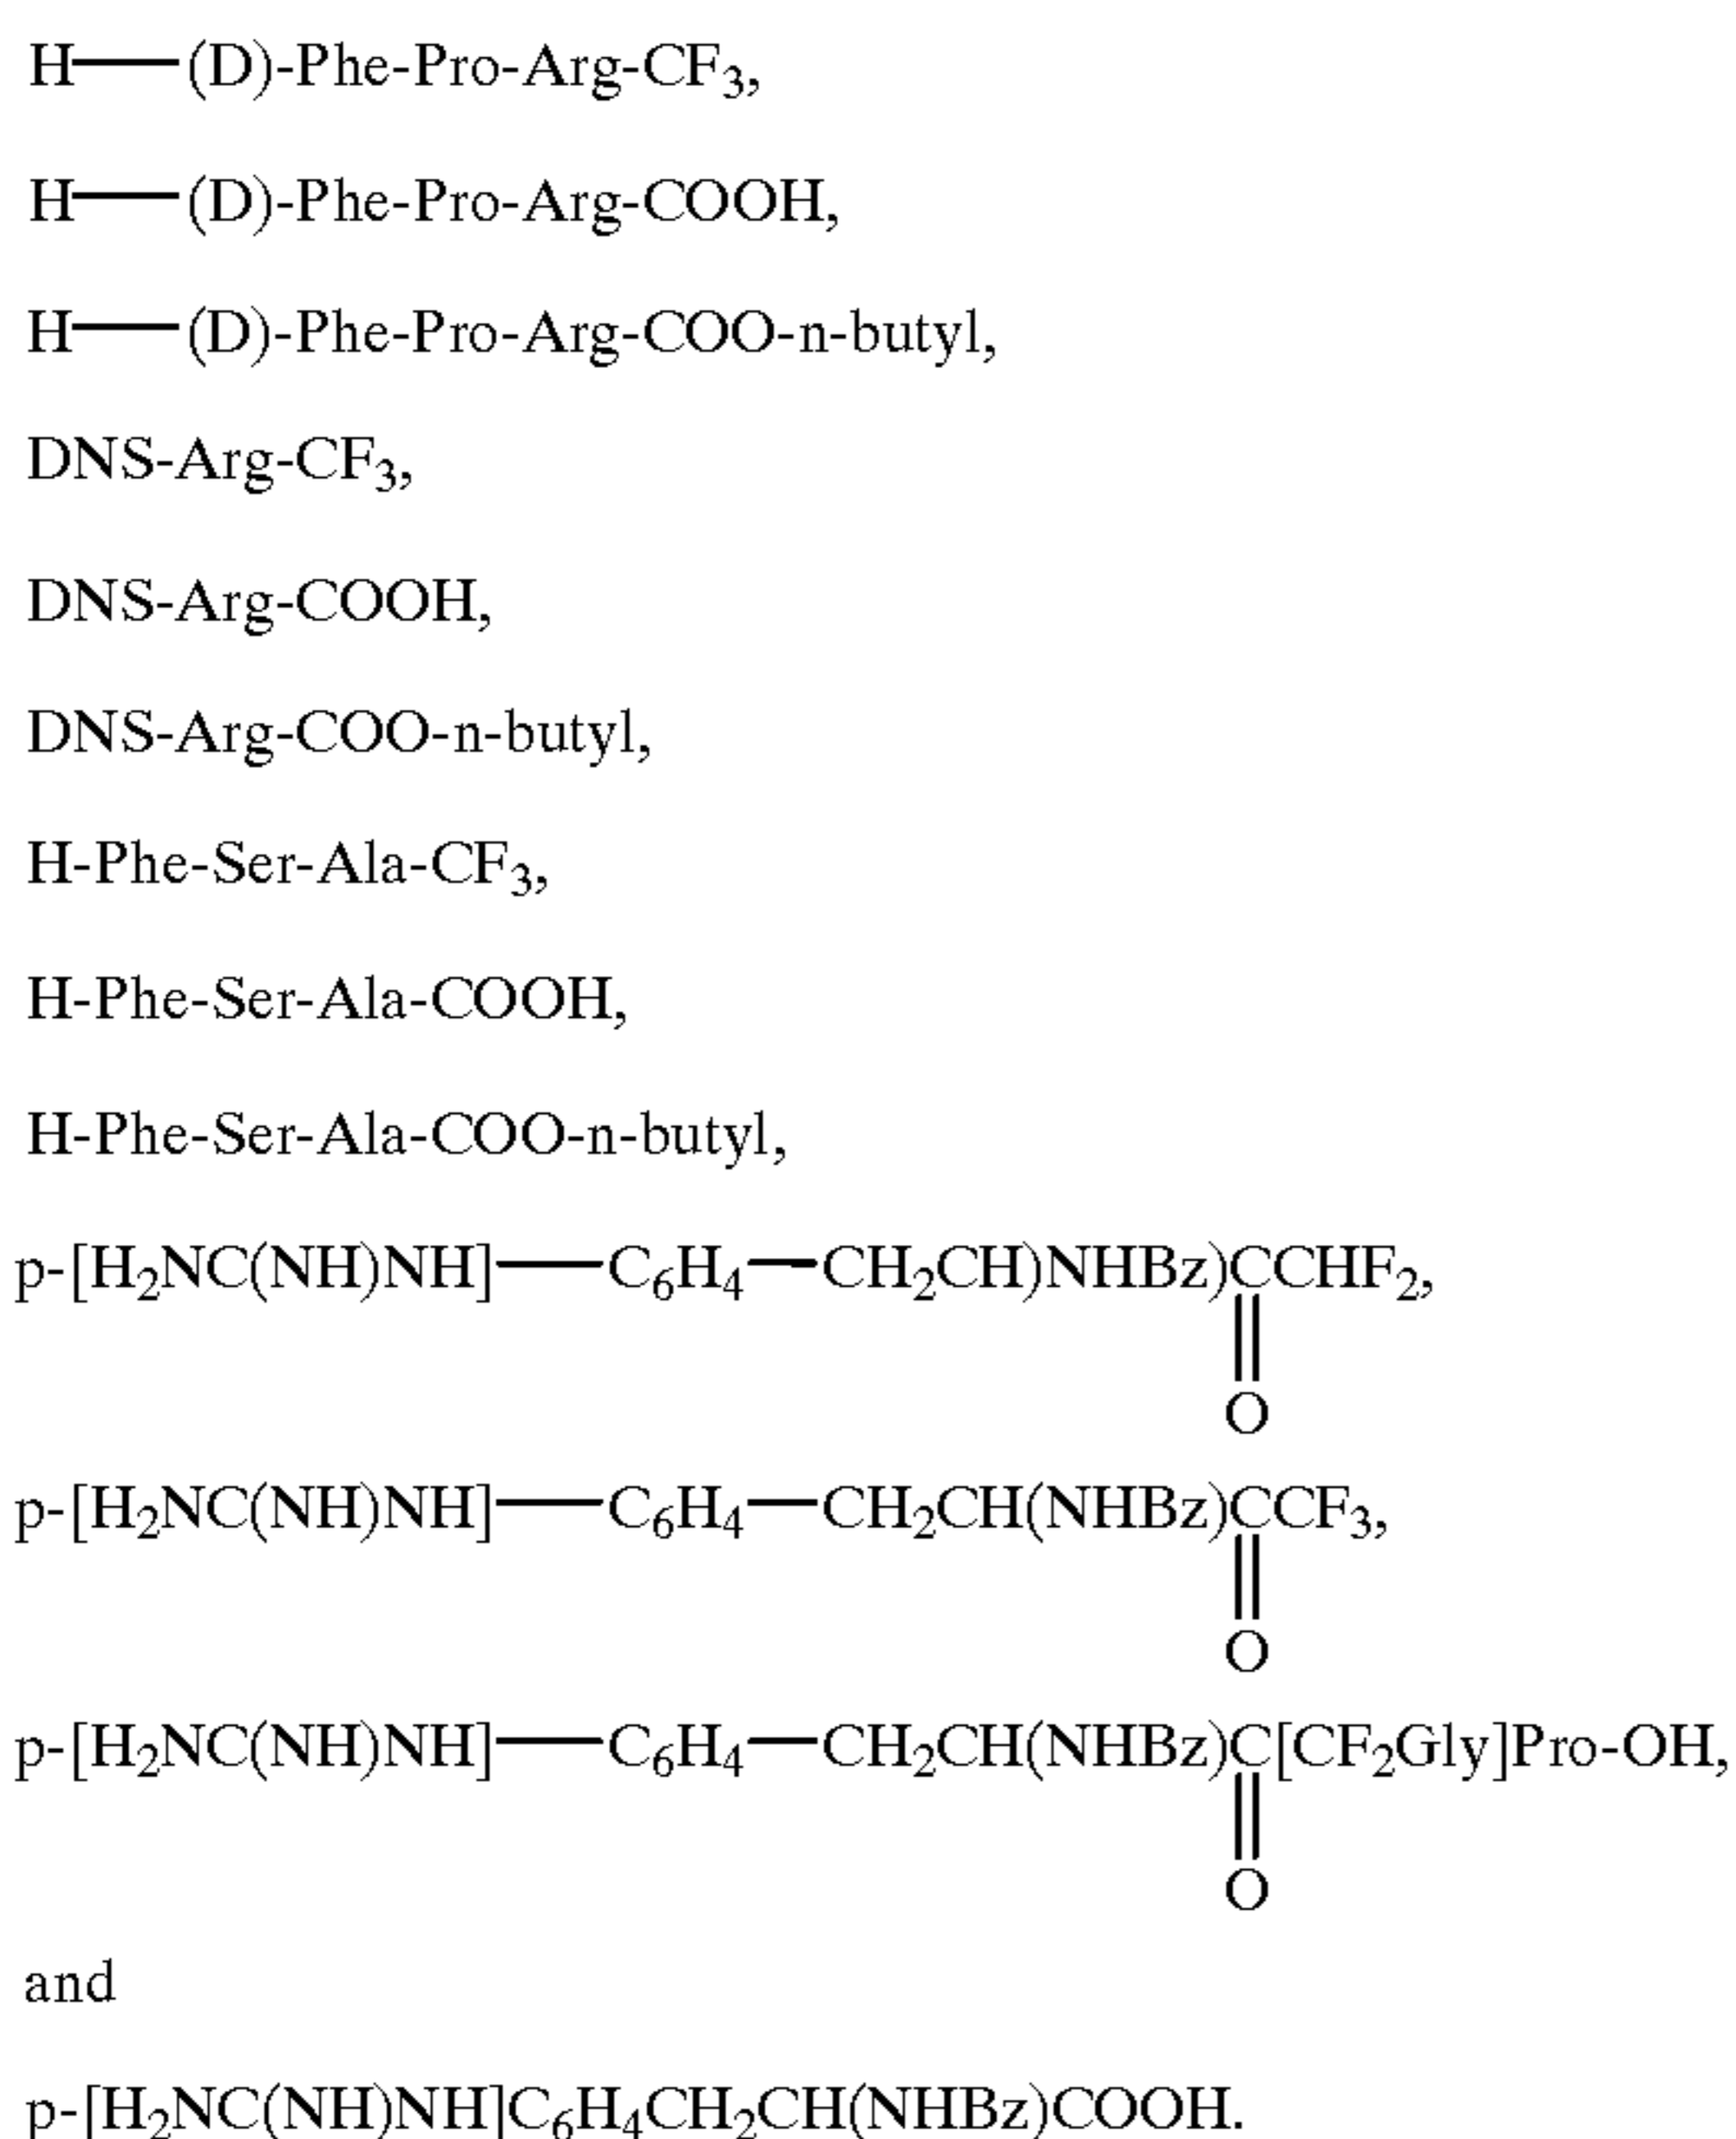 H—(D)-Phe-Pro-Arg-CF₃,
H—(D)-Phe-Pro-Arg-COOH,
H—(D)-Phe-Pro-Arg-COO-n-butyl,
DNS-Arg-CF₃,
DNS-Arg-COOH,
DNS-Arg-COO-n-butyl,
H-Phe-Ser-Ala-CF₃,
H-Phe-Ser-Ala-COOH,
H-Phe-Ser-Ala-COO-n-butyl,
p-[H₂NC(NH)NH]—C₆H₄—CH₂CH)NHBz)CCHF₂,
O
p-[H₂NC(NH)NH]—C₆H₄—CH₂CH(NHBz)CCF₃,
O
p-[H₂NC(NH)NH]—C₆H₄—CH₂CH(NHBz)C[CF₂Gly]Pro-OH,
O
and
p-[H₂NC(NH)NH]C₆H₄CH₂CH(NHBz)COOH.